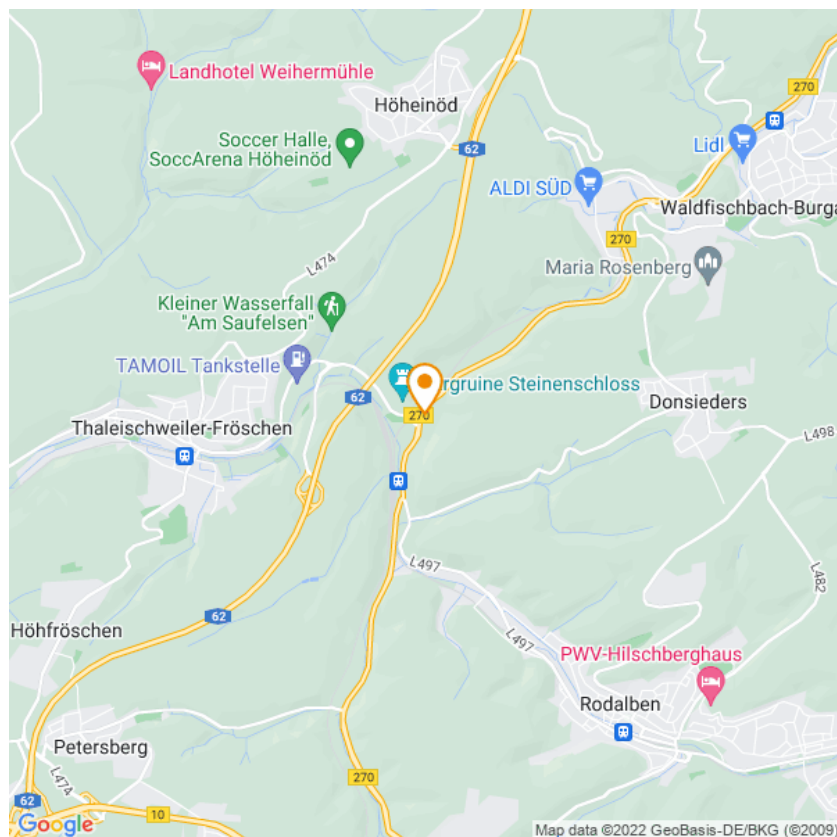 270
Landhotel Weihermühle
Höheinöd
Soccer Halle,
SoccArena Höheinöd
62
Lidl
ALDI SÜD
Waldfischbach-Burga
270
L474
Maria Rosenberg
Kleiner Wasserfall
"Am Saufelsen"
TAMOIL Tankstelle
62
rgruine Steinenschloss
270
Donsieders
Thaleischweiler-Fröschen
L498
L497
L482
62
Höhfröschen
L497
PWV-Hilschberghaus
Rodalben
Petersberg
270
L474
62
10
Google
Map data ©2022 GeoBasis-DE/BKG (©2009)